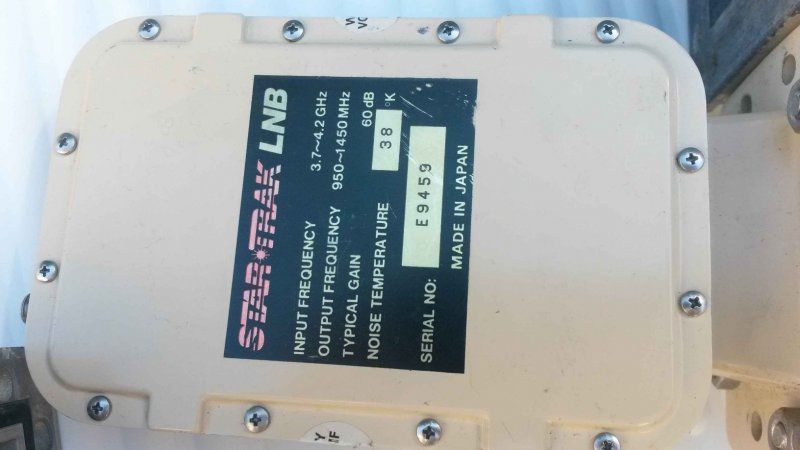 STAR TRAK LNB
INPUT FREQUENCY 3.7~4.2 GHz
OUTPUT FREQUENCY 950~1450 MHz
TYPICAL GAIN 60 dB
NOISE TEMPERATURE 38 °K
SERIAL NO: E9459
MADE IN JAPAN